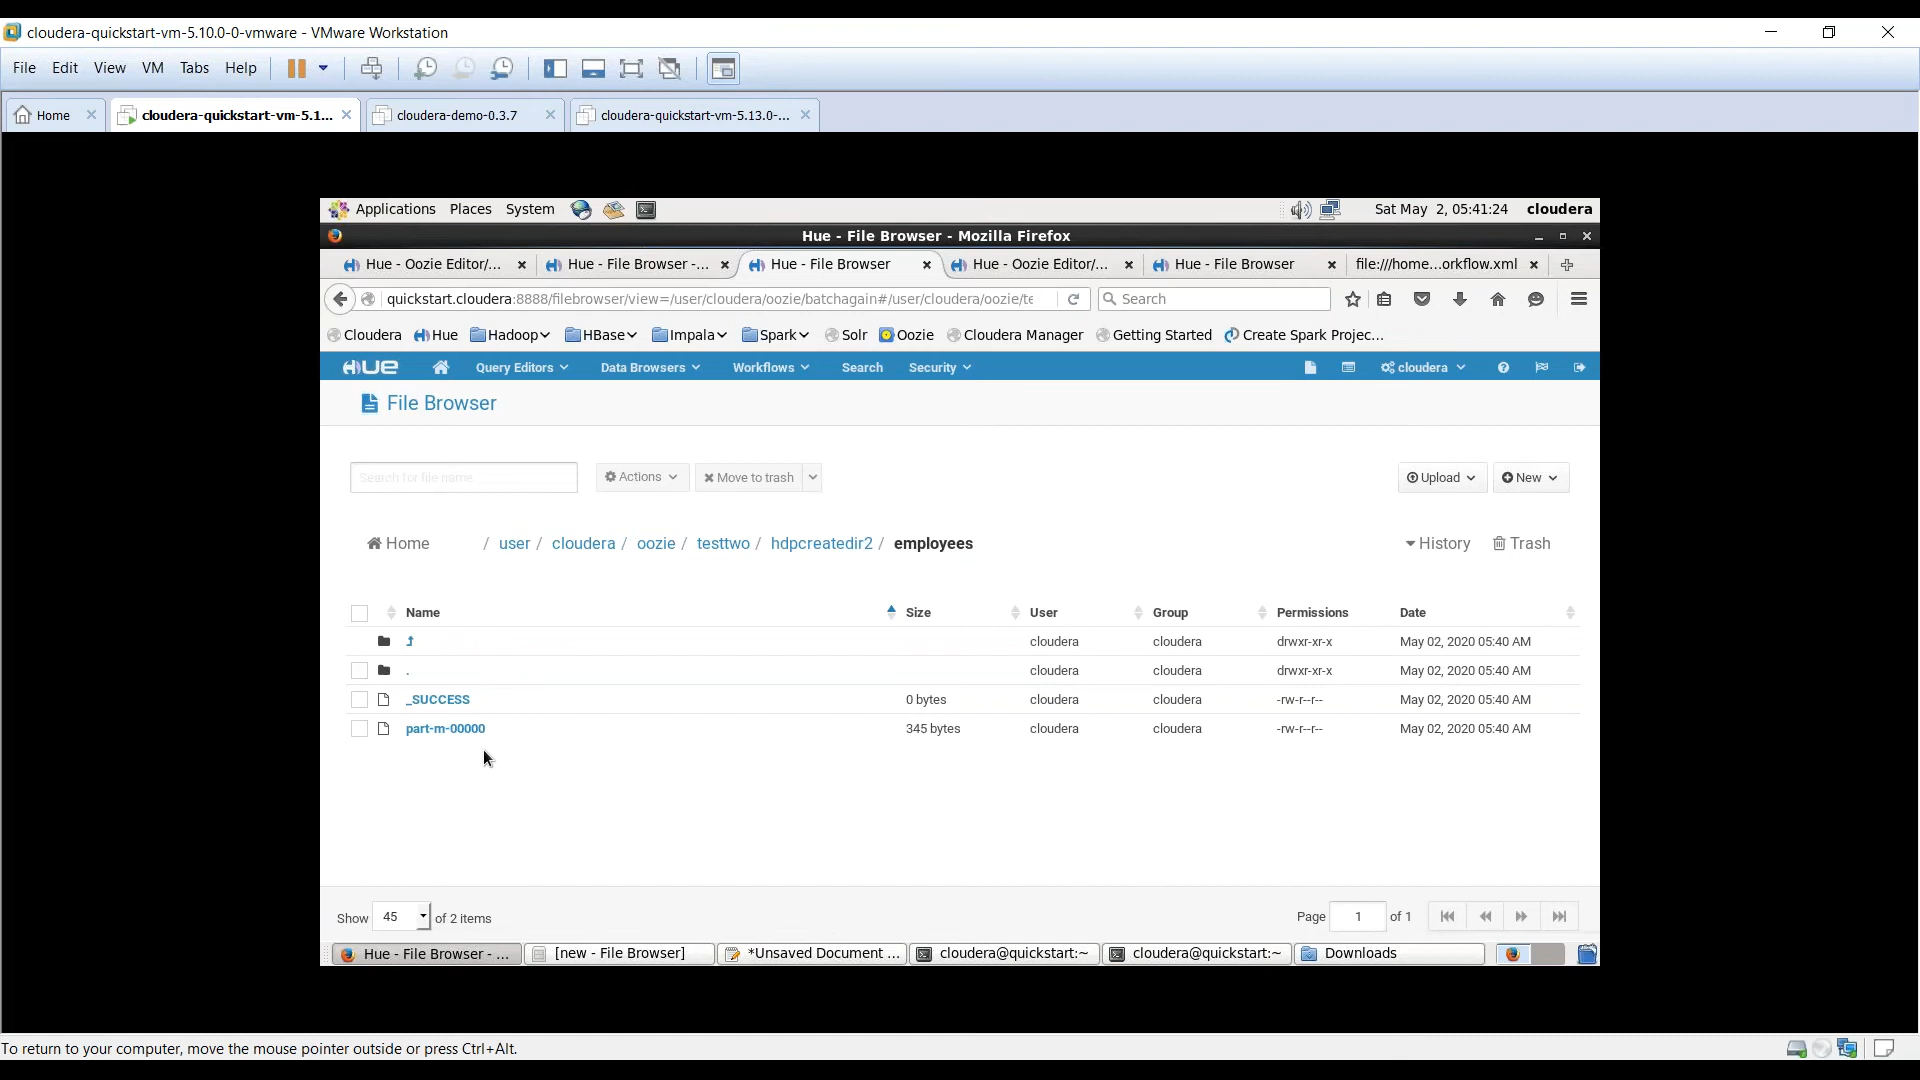 cloudera-quickstart-vm-5.10.0-0-vmware - VMware Workstation
File Edit View VM Tabs Help
Home cloudera-quickstart-vm-5.1... cloudera-demo-0.3.7 cloudera-quickstart-vm-5.13.0-...
Applications Places System Sat May 2, 05:41:24 cloudera
Hue - File Browser - Mozilla Firefox
Hue - Oozie Editor/... Hue - File Browser -... Hue - File Browser Hue - Oozie Editor/... Hue - File Browser file:///home...orkflow.xml
quickstart.cloudera:8888/filebrowser/view=/user/cloudera/oozie/batchagain#/user/cloudera/oozie/te Search
Cloudera Hue Hadoop HBase Impala Spark Solr Oozie Cloudera Manager Getting Started Create Spark Projec...
HUE Query Editors Data Browsers Workflows Search Security cloudera
File Browser
Search for file name Actions Move to trash Upload New
Home / user / cloudera / oozie / testtwo / hdpcreatedir2 / employees History Trash
Name Size User Group Permissions Date
cloudera cloudera drwxr-xr-x May 02, 2020 05:40 AM
. cloudera cloudera drwxr-xr-x May 02, 2020 05:40 AM
_SUCCESS 0 bytes cloudera cloudera -rw-r--r-- May 02, 2020 05:40 AM
part-m-00000 345 bytes cloudera cloudera -rw-r--r-- May 02, 2020 05:40 AM
Show 45 of 2 items Page 1 of 1
Hue - File Browser - ... [new - File Browser] *Unsaved Document ... cloudera@quickstart:~ cloudera@quickstart:~ Downloads
To return to your computer, move the mouse pointer outside or press Ctrl+Alt.